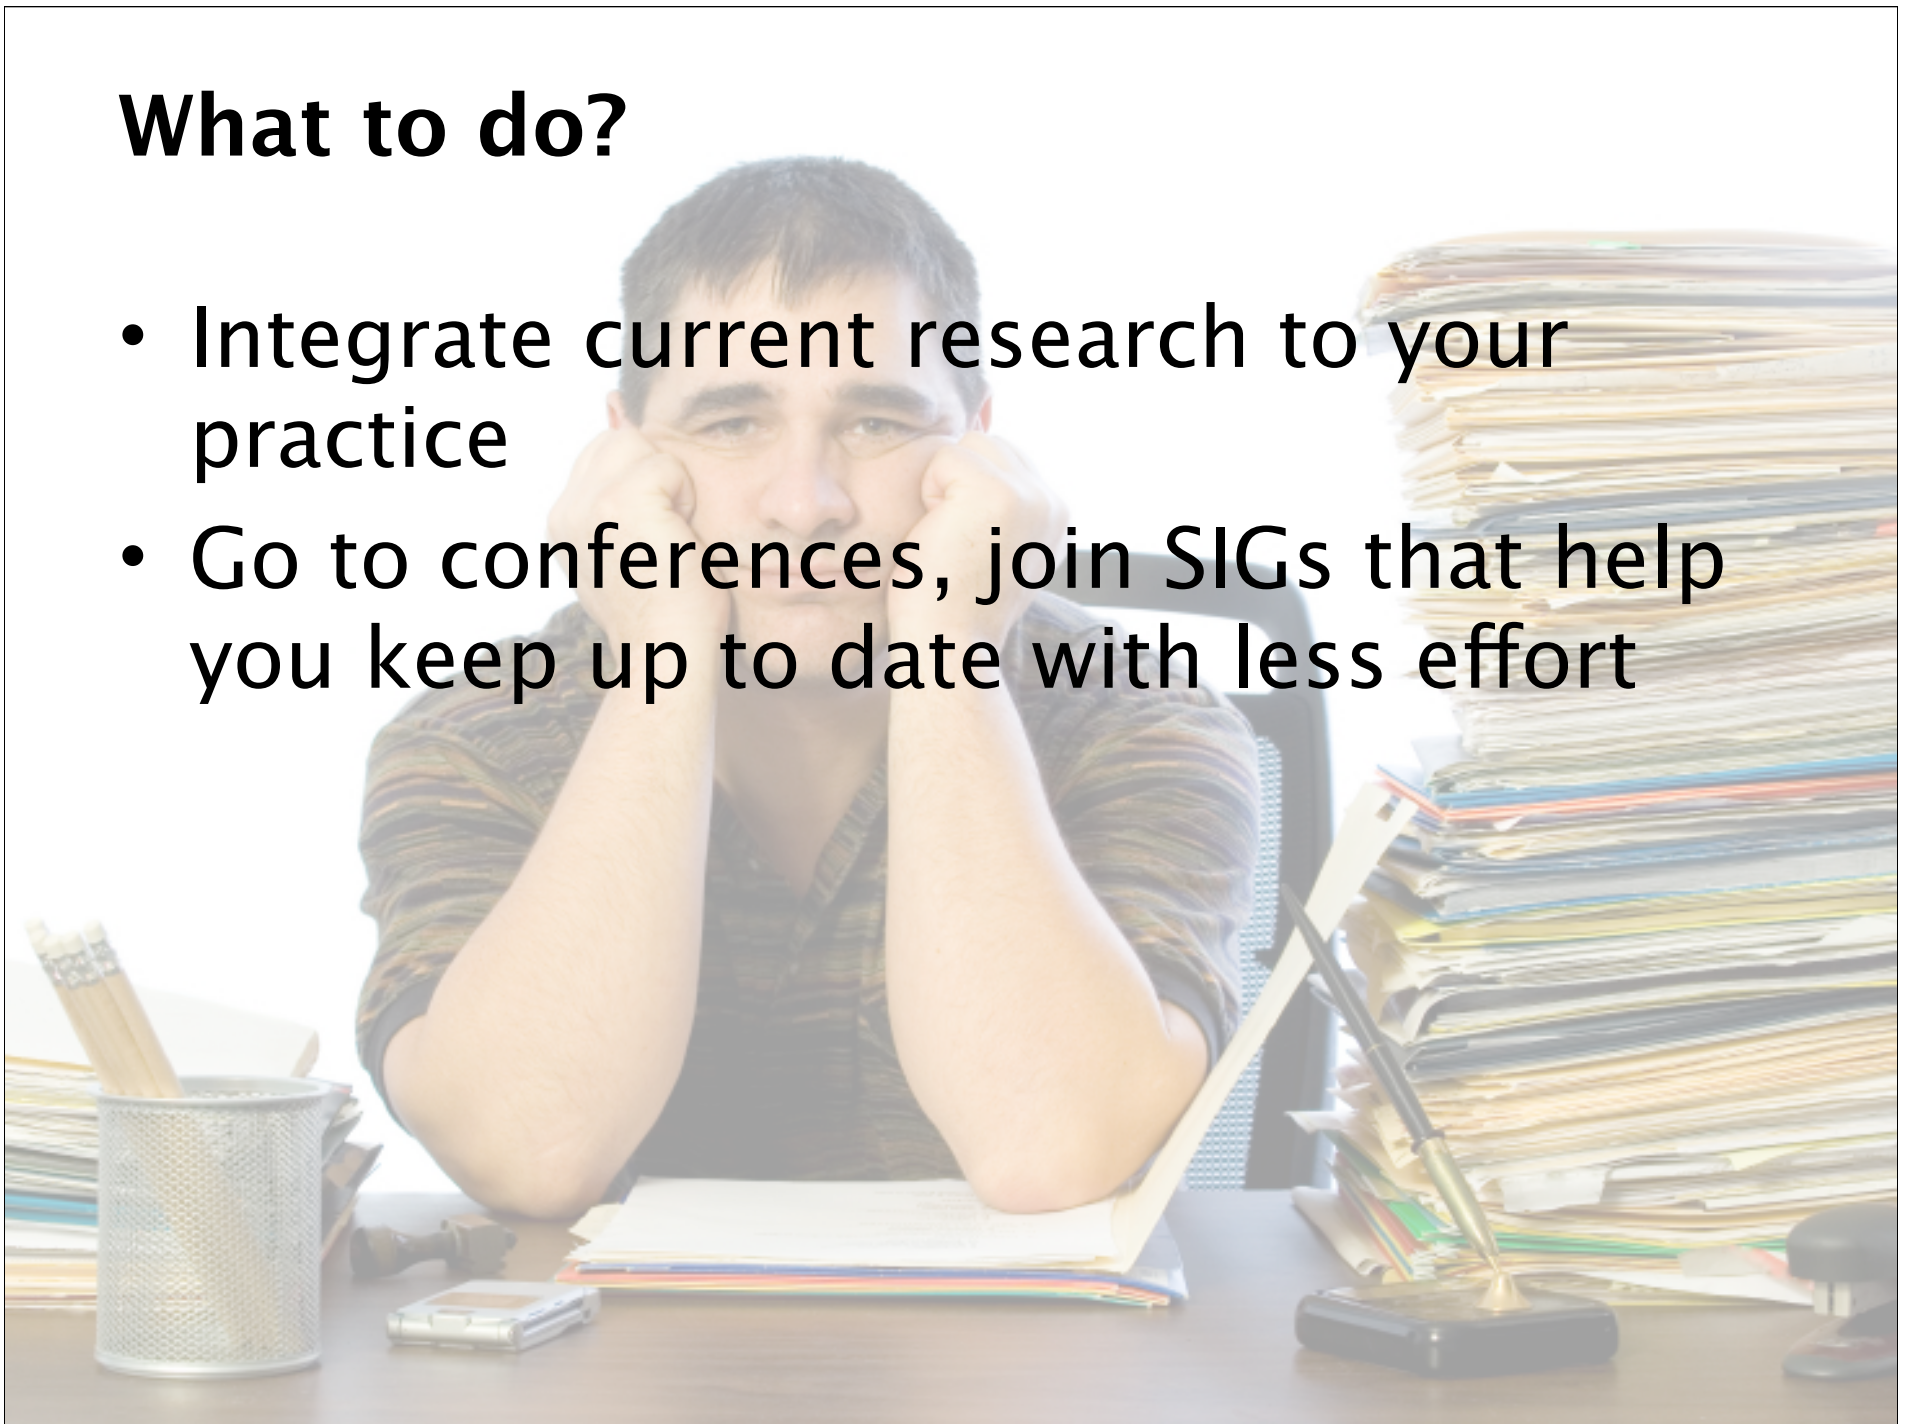 What to do?
• Integrate current research to your
practice
• Go to conferences, join SIGs that help
you keep up to date with less effort